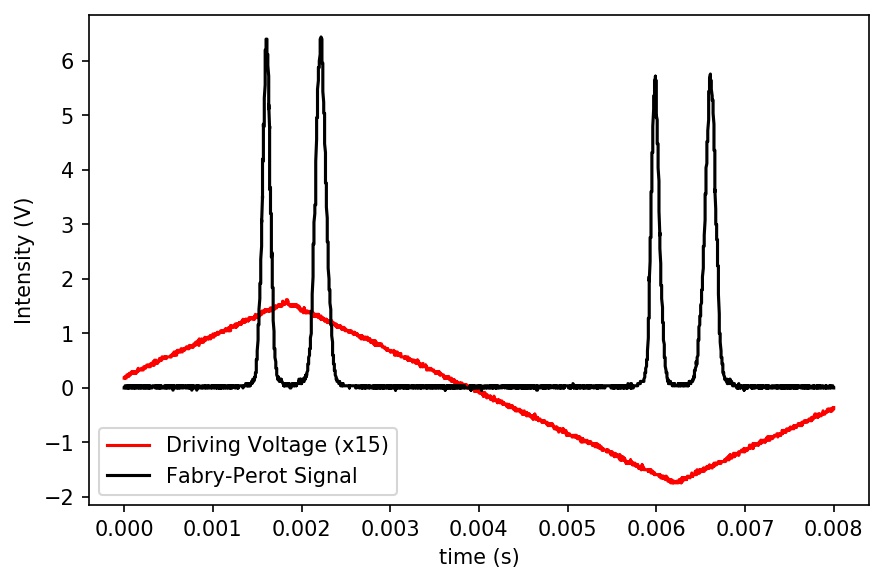 6
5
4
3
2
1
0
−1
−2
Intensity (V)
Driving Voltage (x15)
Fabry-Perot Signal
0.000 0.001 0.002 0.003 0.004 0.005 0.006 0.007 0.008
time (s)